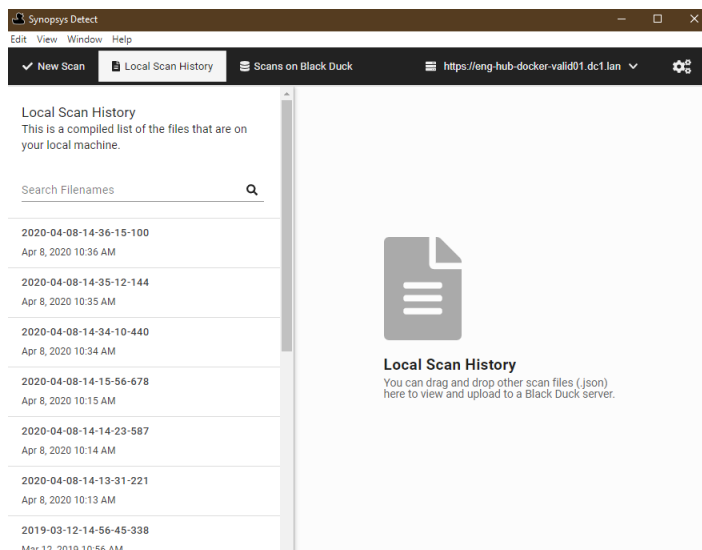 Synopsys Detect
Edit View Window Help
New Scan Local Scan History Scans on Black Duck https://eng-hub-docker-valid01.dc1.lan
Local Scan History
This is a compiled list of the files that are on
your local machine.
Search Filenames
2020-04-08-14-36-15-100
Apr 8, 2020 10:36 AM
2020-04-08-14-35-12-144
Apr 8, 2020 10:35 AM
2020-04-08-14-34-10-440
Apr 8, 2020 10:34 AM
2020-04-08-14-15-56-678
Apr 8, 2020 10:15 AM
2020-04-08-14-14-23-587
Apr 8, 2020 10:14 AM
2020-04-08-14-13-31-221
Apr 8, 2020 10:13 AM
2019-03-12-14-56-45-338
Mar 12, 2019 10:56 AM
Local Scan History
You can drag and drop other scan files (.json)
here to view and upload to a Black Duck server.